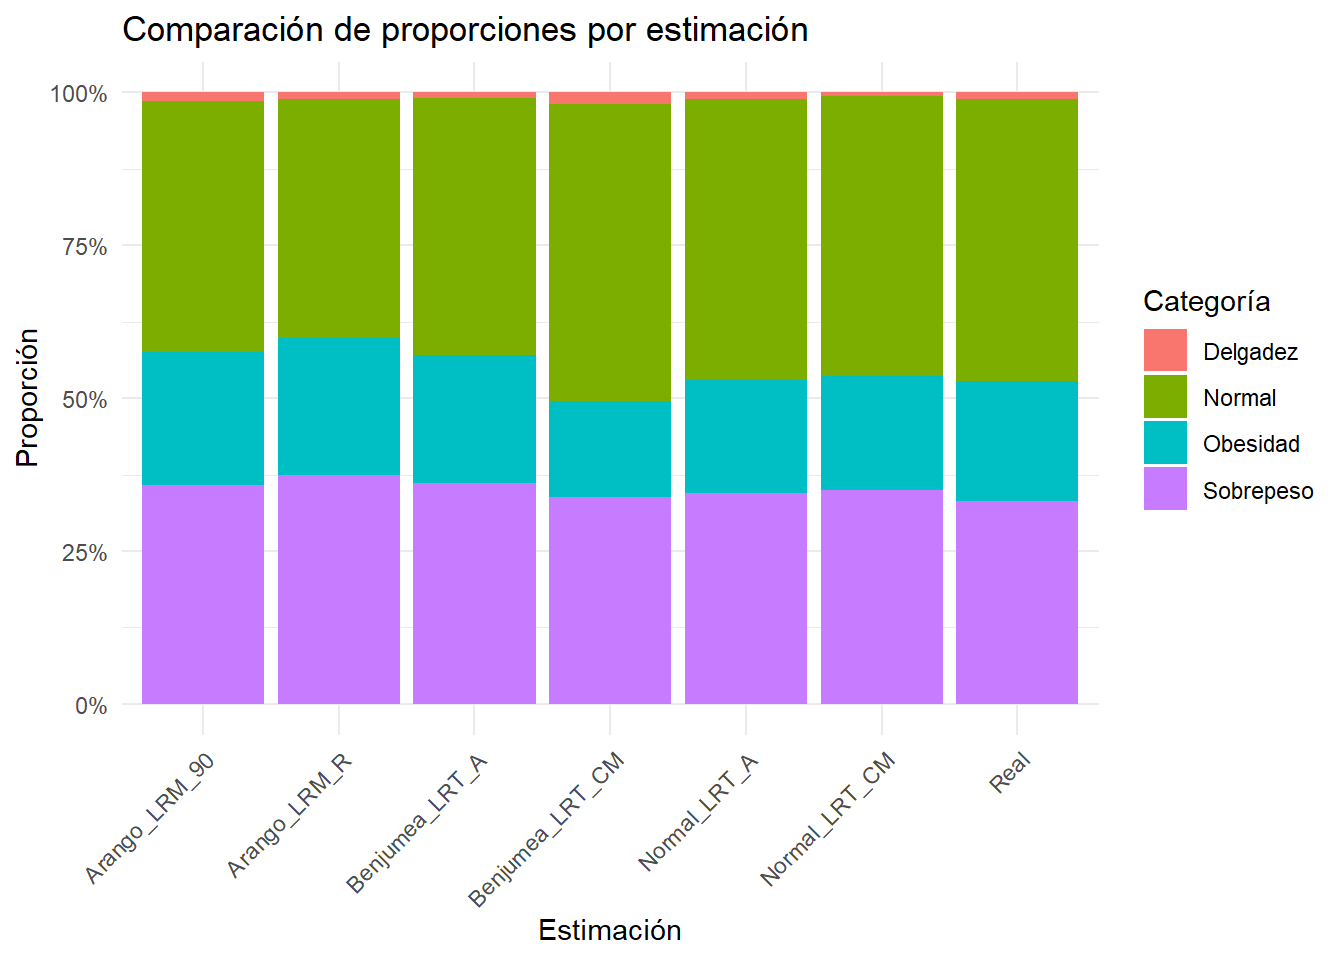 Comparación de proporciones por estimación
100%
75%
50%
25%
0%
Proporción
Arango_LRM_90
Arango_LRM_R
Benjumea_LRT_A
Benjumea_LRT_CM
Normal_LRT_A
Normal_LRT_CM
Real
Estimación
Categoría
Delgadez
Normal
Obesidad
Sobrepeso